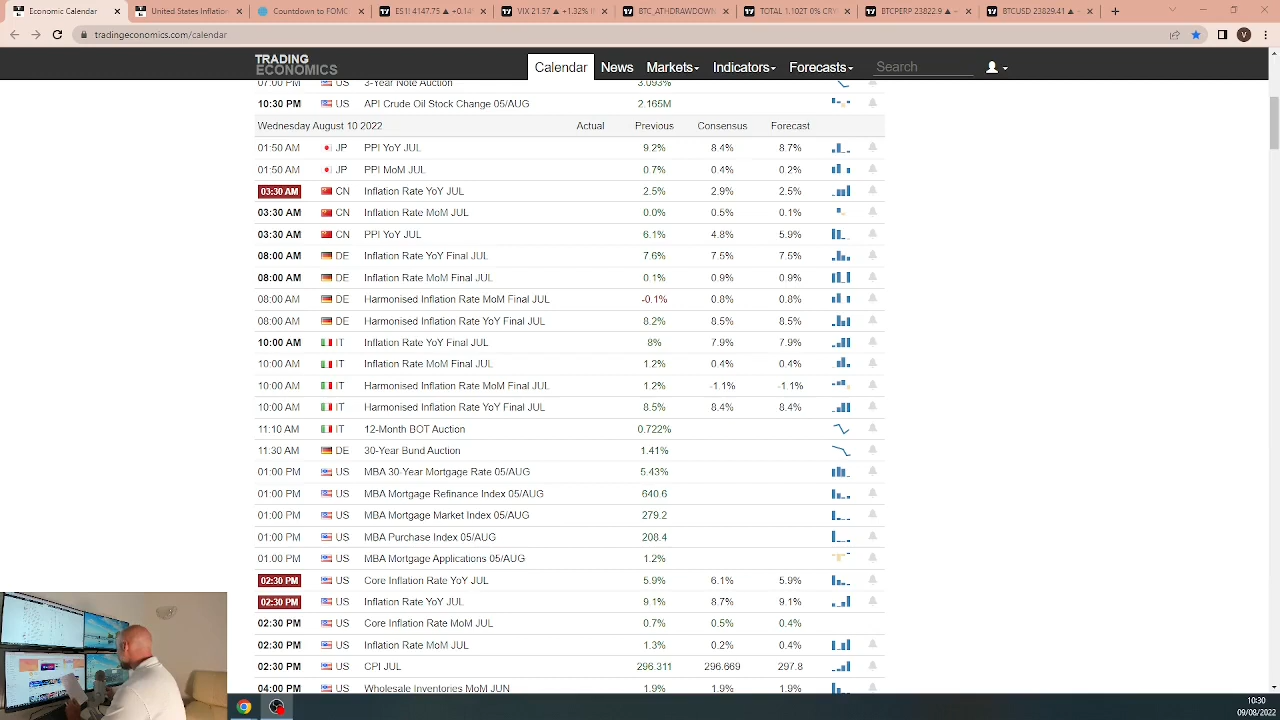 Economic Calendar
United States Inflation
Countdown to FOMC
ES1! 4147.75 ▲ +0.14
VIX 21.57 ▲ +1.32%
BTC ATHDRAWDOW
TOTAL 1.102T
BTCPERP 23822.9 ▲
BTCUSD 23829.41 ▲
tradingeconomics.com/calendar
V
TRADING
ECONOMICS
Calendar News Markets Indicators Forecasts Search
07:00 PM US 3-Year Note Auction 3.093%
10:30 PM US API Crude Oil Stock Change 05/AUG 2.165M
Wednesday August 10 2022 Actual Previous Consensus Forecast
01:50 AM JP PPI YoY JUL 9.2% 8.4% 8.7%
01:50 AM JP PPI MoM JUL 0.7% 0.4% 0.2%
03:30 AM CN Inflation Rate YoY JUL 2.5% 2.9% 2.5%
03:30 AM CN Inflation Rate MoM JUL 0.0% 0.5% 0.1%
03:30 AM CN PPI YoY JUL 6.1% 4.8% 5.9%
08:00 AM DE Inflation Rate YoY Final JUL 7.6% 7.5% 7.5%
08:00 AM DE Inflation Rate MoM Final JUL 0.1% 0.9% 0.9%
08:00 AM DE Harmonised Inflation Rate MoM Final JUL -0.1% 0.8% 0.8%
08:00 AM DE Harmonised Inflation Rate YoY Final JUL 8.2% 8.5% 8.5%
10:00 AM IT Inflation Rate YoY Final JUL 8% 7.9% 7.9%
10:00 AM IT Inflation Rate MoM Final JUL 1.2% 0.4% 0.4%
10:00 AM IT Harmonised Inflation Rate MoM Final JUL 1.2% -1.1% -1.1%
10:00 AM IT Harmonised Inflation Rate YoY Final JUL 8.5% 8.4% 8.4%
11:10 AM IT 12-Month BOT Auction 0.722%
11:30 AM DE 30-Year Bund Auction 1.41%
01:00 PM US MBA 30-Year Mortgage Rate 05/AUG 5.43%
01:00 PM US MBA Mortgage Refinance Index 05/AUG 640.6
01:00 PM US MBA Mortgage Market Index 05/AUG 279.2
01:00 PM US MBA Purchase Index 05/AUG 208.4
01:00 PM US MBA Mortgage Applications 05/AUG 1.2%
02:30 PM US Core Inflation Rate YoY JUL 5.9% 6.1% 5.9%
02:30 PM US Inflation Rate YoY JUL 9.1% 8.7% 9.1%
02:30 PM US Core Inflation Rate MoM JUL 0.7% 0.5% 0.4%
02:30 PM US Inflation Rate MoM JUL 1.3% 0.2% 0.4%
02:30 PM US CPI JUL 296.311 296.669 297.8
04:00 PM US Wholesale Inventories MoM JUN 1.9% 1.9% 1.9%
10:30
09/08/2022